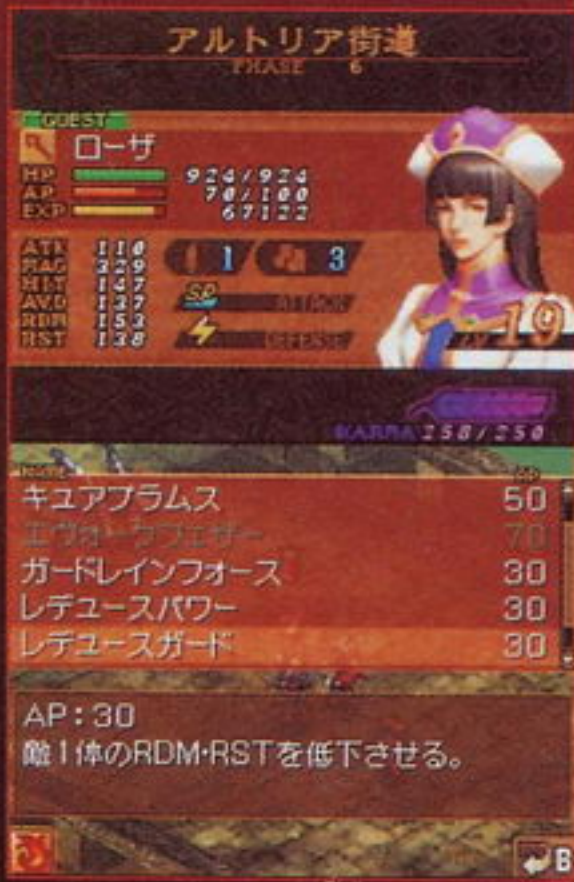 アルトリア街道
PHASE 6
GUEST
ローザ
HP 924/924
AP 70/100
EXP 67122
ATK 110
MAG 329
HIT 147
AVD 137
RDM 153
RST 138
1 3
SP ATTACK
DEFENSE
19
KARMA 258/250
NAME
キュアプラムス 50
エヴォークフェザー 70
ガードレインフォース 30
レデュースパワー 30
レデュースガード 30
AP:30
敵1体のRDM・RSTを低下させる。
B